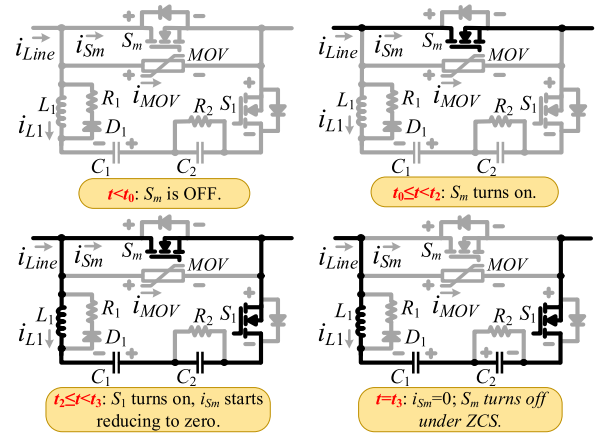 i_Line i_Sm S_m MOV
i_MOV S_1
L_1 R_1 R_2
i_L1 D_1
C_1 C_2
t<t_0: S_m is OFF.
i_Line i_Sm S_m MOV
i_MOV S_1
L_1 R_1 R_2
i_L1 D_1
C_1 C_2
t_0≤t<t_2: S_m turns on.
i_Line i_Sm S_m MOV
i_MOV S_1
L_1 R_1 R_2
i_L1 D_1
C_1 C_2
t_2≤t<t_3: S_1 turns on, i_Sm starts
reducing to zero.
i_Line i_Sm S_m MOV
i_MOV S_1
L_1 R_1 R_2
i_L1 D_1
C_1 C_2
t=t_3: i_Sm=0; S_m turns off
under ZCS.